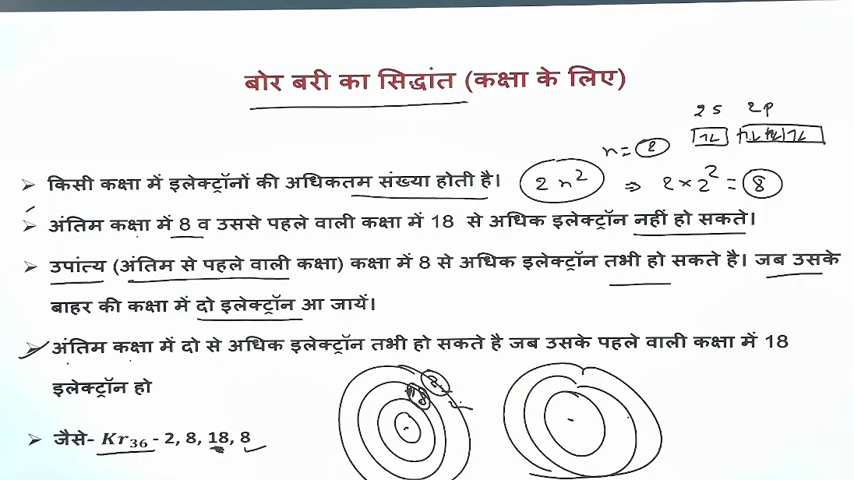 बोर बरी का सिद्धांत (कक्षा के लिए)
2s 2p
n = 2
➢ किसी कक्षा में इलेक्ट्रॉनों की अधिकतम संख्या होती है। 2n² ⇒ 2×2² = 8
➢ अंतिम कक्षा में 8 व उससे पहले वाली कक्षा में 18 से अधिक इलेक्ट्रॉन नहीं हो सकते।
➢ उपांत्य (अंतिम से पहले वाली कक्षा) कक्षा में 8 से अधिक इलेक्ट्रॉन तभी हो सकते है। जब उसके
बाहर की कक्षा में दो इलेक्ट्रॉन आ जायें।
➢ अंतिम कक्षा में दो से अधिक इलेक्ट्रॉन तभी हो सकते है जब उसके पहले वाली कक्षा में 18
इलेक्ट्रॉन हो
➢ जैसे- Kr₃₆ - 2, 8, 18, 8